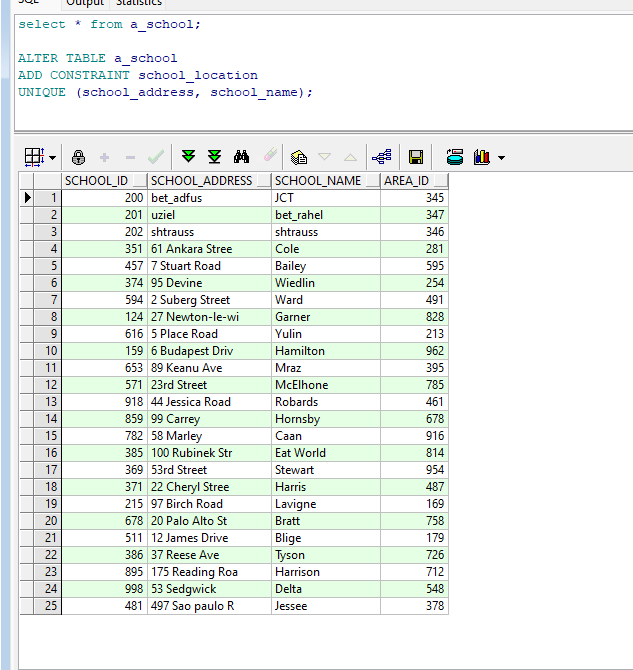 SQL Output Statistics
select * from a_school;
ALTER TABLE a_school
ADD CONSTRAINT school_location
UNIQUE (school_address, school_name);
SCHOOL_ID SCHOOL_ADDRESS SCHOOL_NAME AREA_ID
1 200 bet_adfus JCT 345
2 201 uziel bet_rahel 347
3 202 shtrauss shtrauss 346
4 351 61 Ankara Stree Cole 281
5 457 7 Stuart Road Bailey 595
6 374 95 Devine Wiedlin 254
7 594 2 Suberg Street Ward 491
8 124 27 Newton-le-wi Garner 828
9 616 5 Place Road Yulin 213
10 159 6 Budapest Driv Hamilton 962
11 653 89 Keanu Ave Mraz 395
12 571 23rd Street McElhone 785
13 918 44 Jessica Road Robards 461
14 859 99 Carrey Hornsby 678
15 782 58 Marley Caan 916
16 385 100 Rubinek Str Eat World 814
17 369 53rd Street Stewart 954
18 371 22 Cheryl Stree Harris 487
19 215 97 Birch Road Lavigne 169
20 678 20 Palo Alto St Bratt 758
21 511 12 James Drive Blige 179
22 386 37 Reese Ave Tyson 726
23 895 175 Reading Roa Harrison 712
24 998 53 Sedgwick Delta 548
25 481 497 Sao paulo R Jessee 378